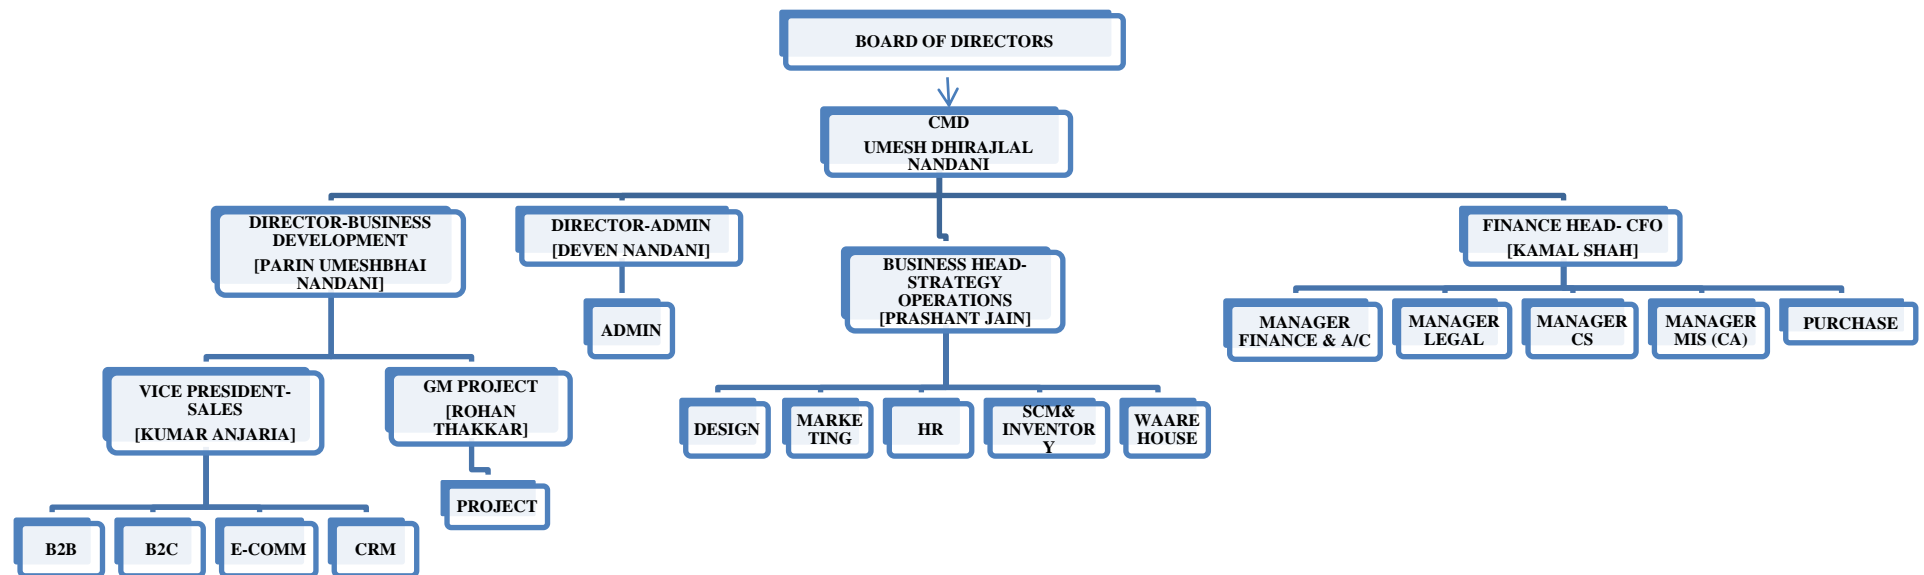 BOARD OF DIRECTORS
CMD
UMESH DHIRAJLAL
NANDANI
DIRECTOR-BUSINESS
DEVELOPMENT
[PARIN UMESHBHAI
NANDANI]
DIRECTOR-ADMIN
[DEVEN NANDANI]
BUSINESS HEAD-
STRATEGY
OPERATIONS
[PRASHANT JAIN]
FINANCE HEAD- CFO
[KAMAL SHAH]
ADMIN
MANAGER
FINANCE & A/C
MANAGER
LEGAL
MANAGER
CS
MANAGER
MIS (CA)
PURCHASE
VICE PRESIDENT-
SALES
[KUMAR ANJARIA]
GM PROJECT
[ROHAN
THAKKAR]
DESIGN
MARKE
TING
HR
SCM&
INVENTOR
Y
WAARE
HOUSE
PROJECT
B2B
B2C
E-COMM
CRM